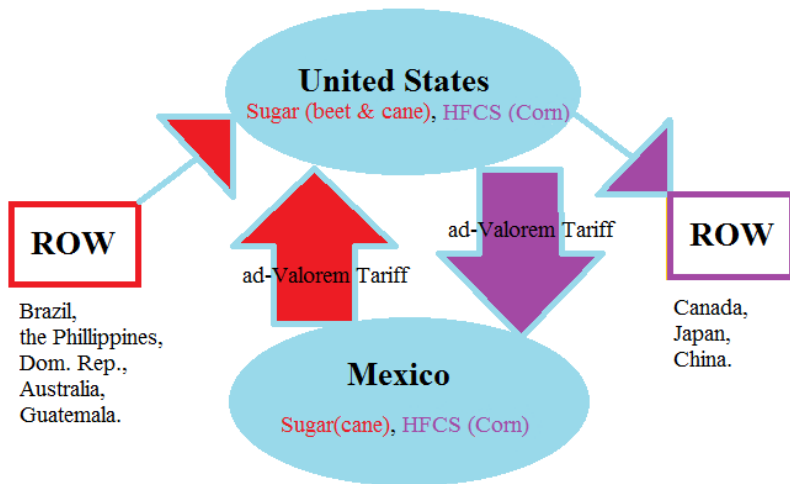 United States
Sugar (beet & cane), HFCS (Corn)
ad-Valorem Tariff
ad-Valorem Tariff
ROW
Brazil,
the Phillippines,
Dom. Rep.,
Australia,
Guatemala.
ROW
Canada,
Japan,
China.
Mexico
Sugar(cane), HFCS (Corn)